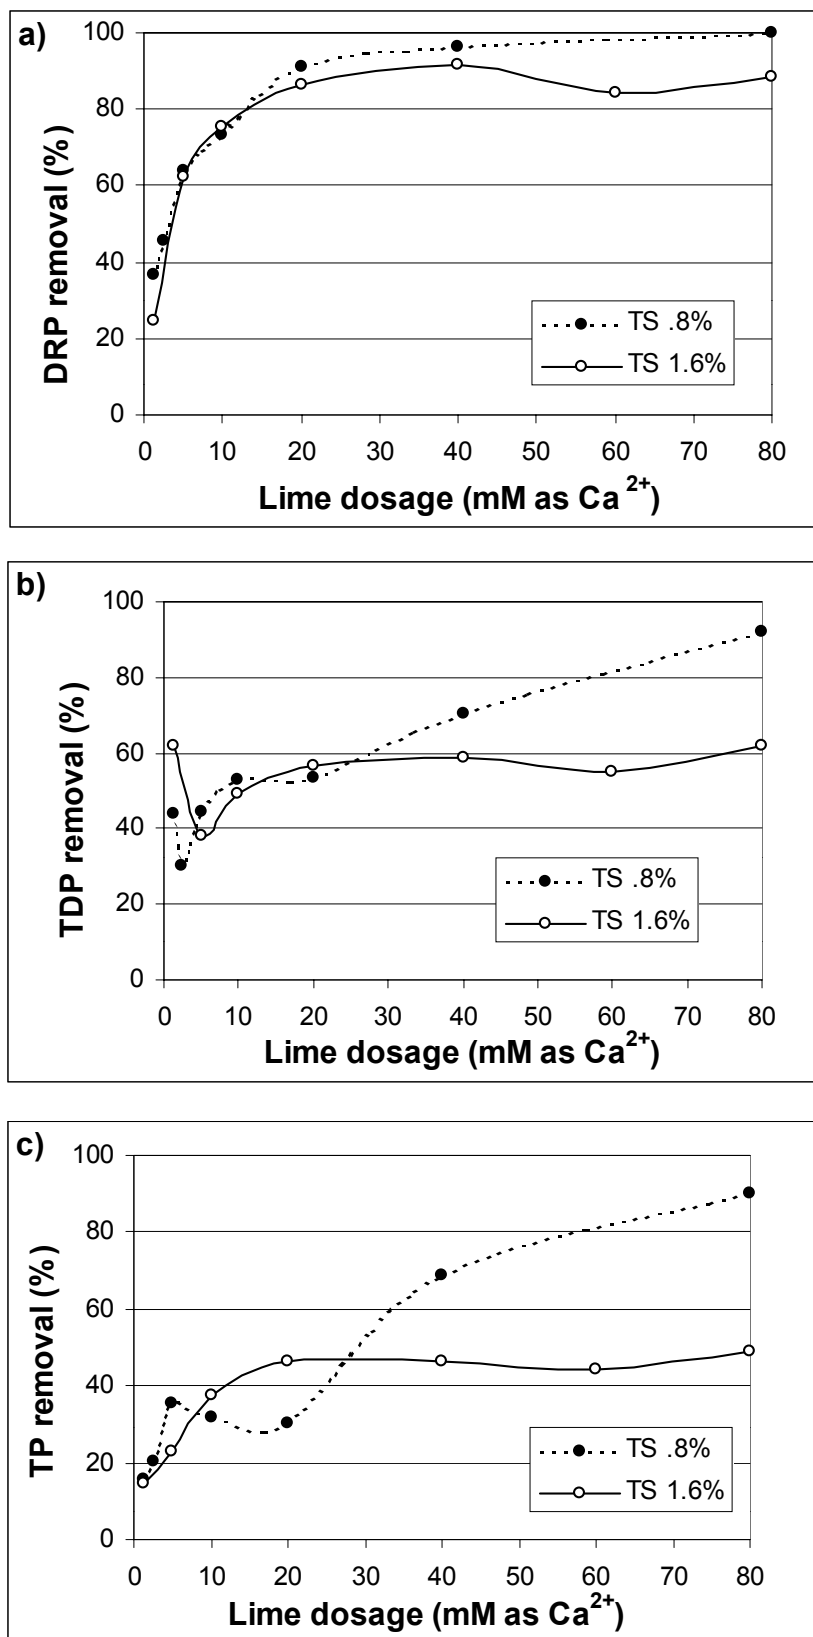 a)
100
80
60
40
20
0
DRP removal (%)
TS .8%
TS 1.6%
0 10 20 30 40 50 60 70 80
Lime dosage (mM as Ca²⁺)
b)
100
80
60
40
20
0
TDP removal (%)
TS .8%
TS 1.6%
0 10 20 30 40 50 60 70 80
Lime dosage (mM as Ca²⁺)
c)
100
80
60
40
20
0
TP removal (%)
TS .8%
TS 1.6%
0 10 20 30 40 50 60 70 80
Lime dosage (mM as Ca²⁺)